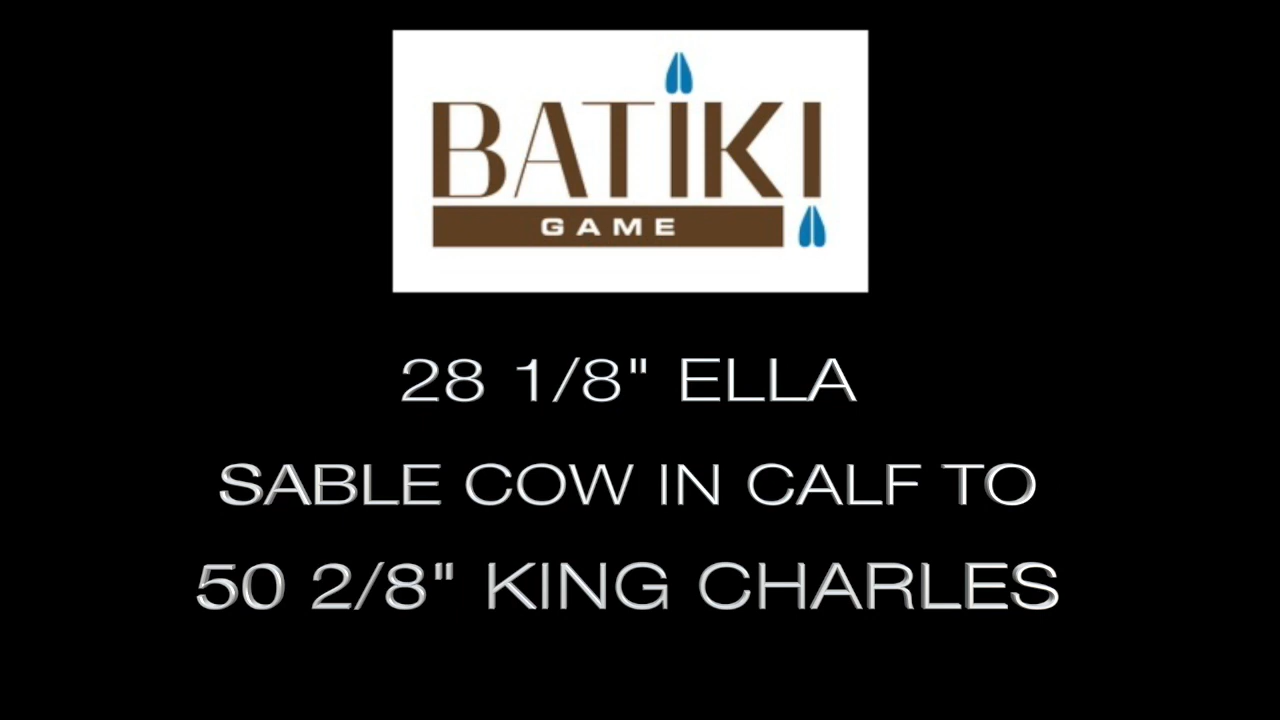 BATIKI
GAME
28 1/8" ELLA
SABLE COW IN CALF TO
50 2/8" KING CHARLES